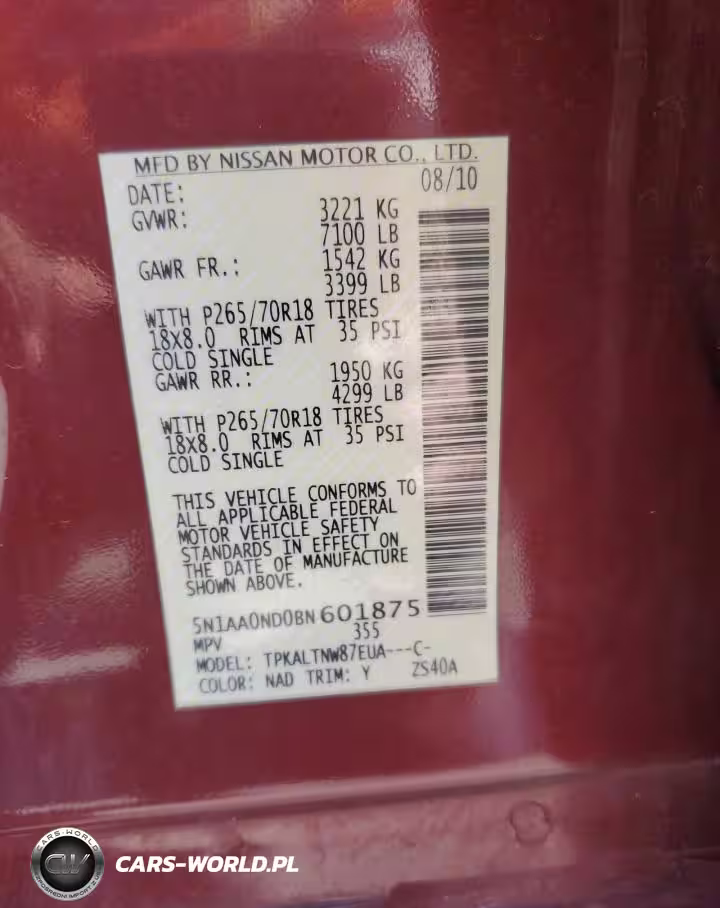 MFD BY NISSAN MOTOR CO., LTD.
DATE: 08/10
GVWR: 3221 KG
7100 LB
GAWR FR.: 1542 KG
3399 LB
WITH P265/70R18 TIRES
18X8.0 RIMS AT 35 PSI
COLD SINGLE
GAWR RR.: 1950 KG
4299 LB
WITH P265/70R18 TIRES
18X8.0 RIMS AT 35 PSI
COLD SINGLE
THIS VEHICLE CONFORMS TO
ALL APPLICABLE FEDERAL
MOTOR VEHICLE SAFETY
STANDARDS IN EFFECT ON
THE DATE OF MANUFACTURE
SHOWN ABOVE.
5N1AA0ND0BN601875
MPV 355
MODEL: TPKALTNW87EUA---C-
COLOR: NAD TRIM: Y ZS40A
CARS-WORLD
CW
CARS-WORLD.PL